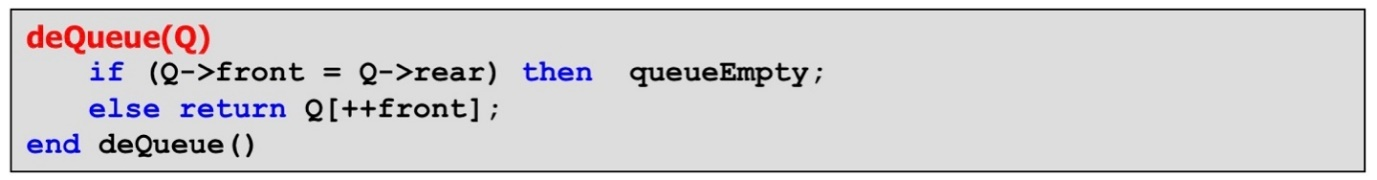 deQueue(Q)
if (Q->front = Q->rear) then queueEmpty;
else return Q[++front];
end deQueue()